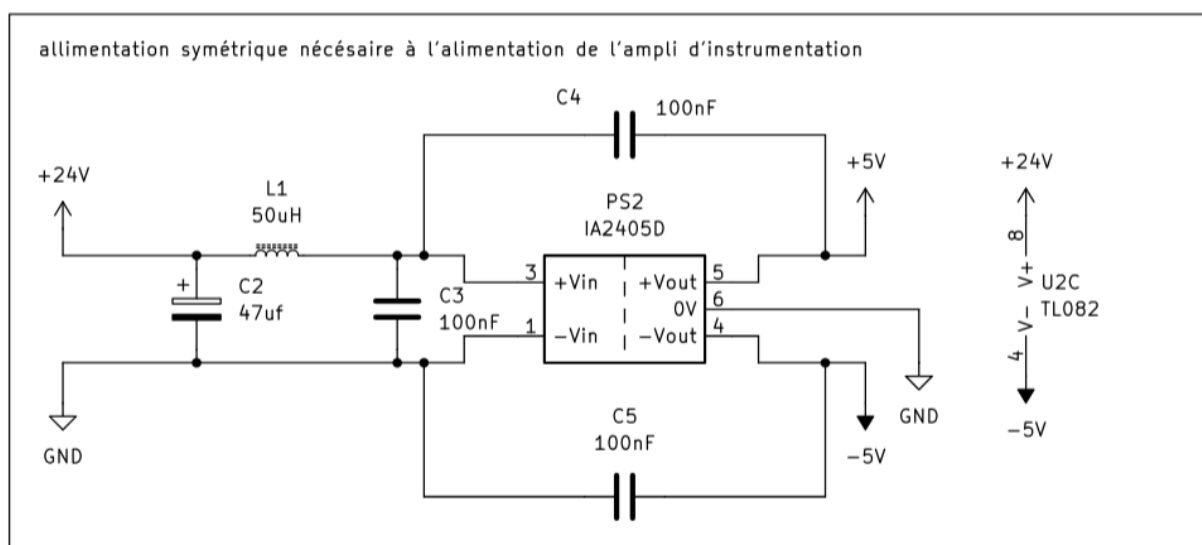 allimentation symétrique nécésaire à l'alimentation de l'ampli d'instrumentation
C4
100nF
+24V
L1
50uH
PS2
IA2405D
+5V
+24V
+
C2
47uf
C3
100nF
3
+Vin
1
-Vin
+Vout
5
0V
6
-Vout
4
8
V+
U2C
TL082
V-
4
GND
C5
100nF
-5V
GND
-5V